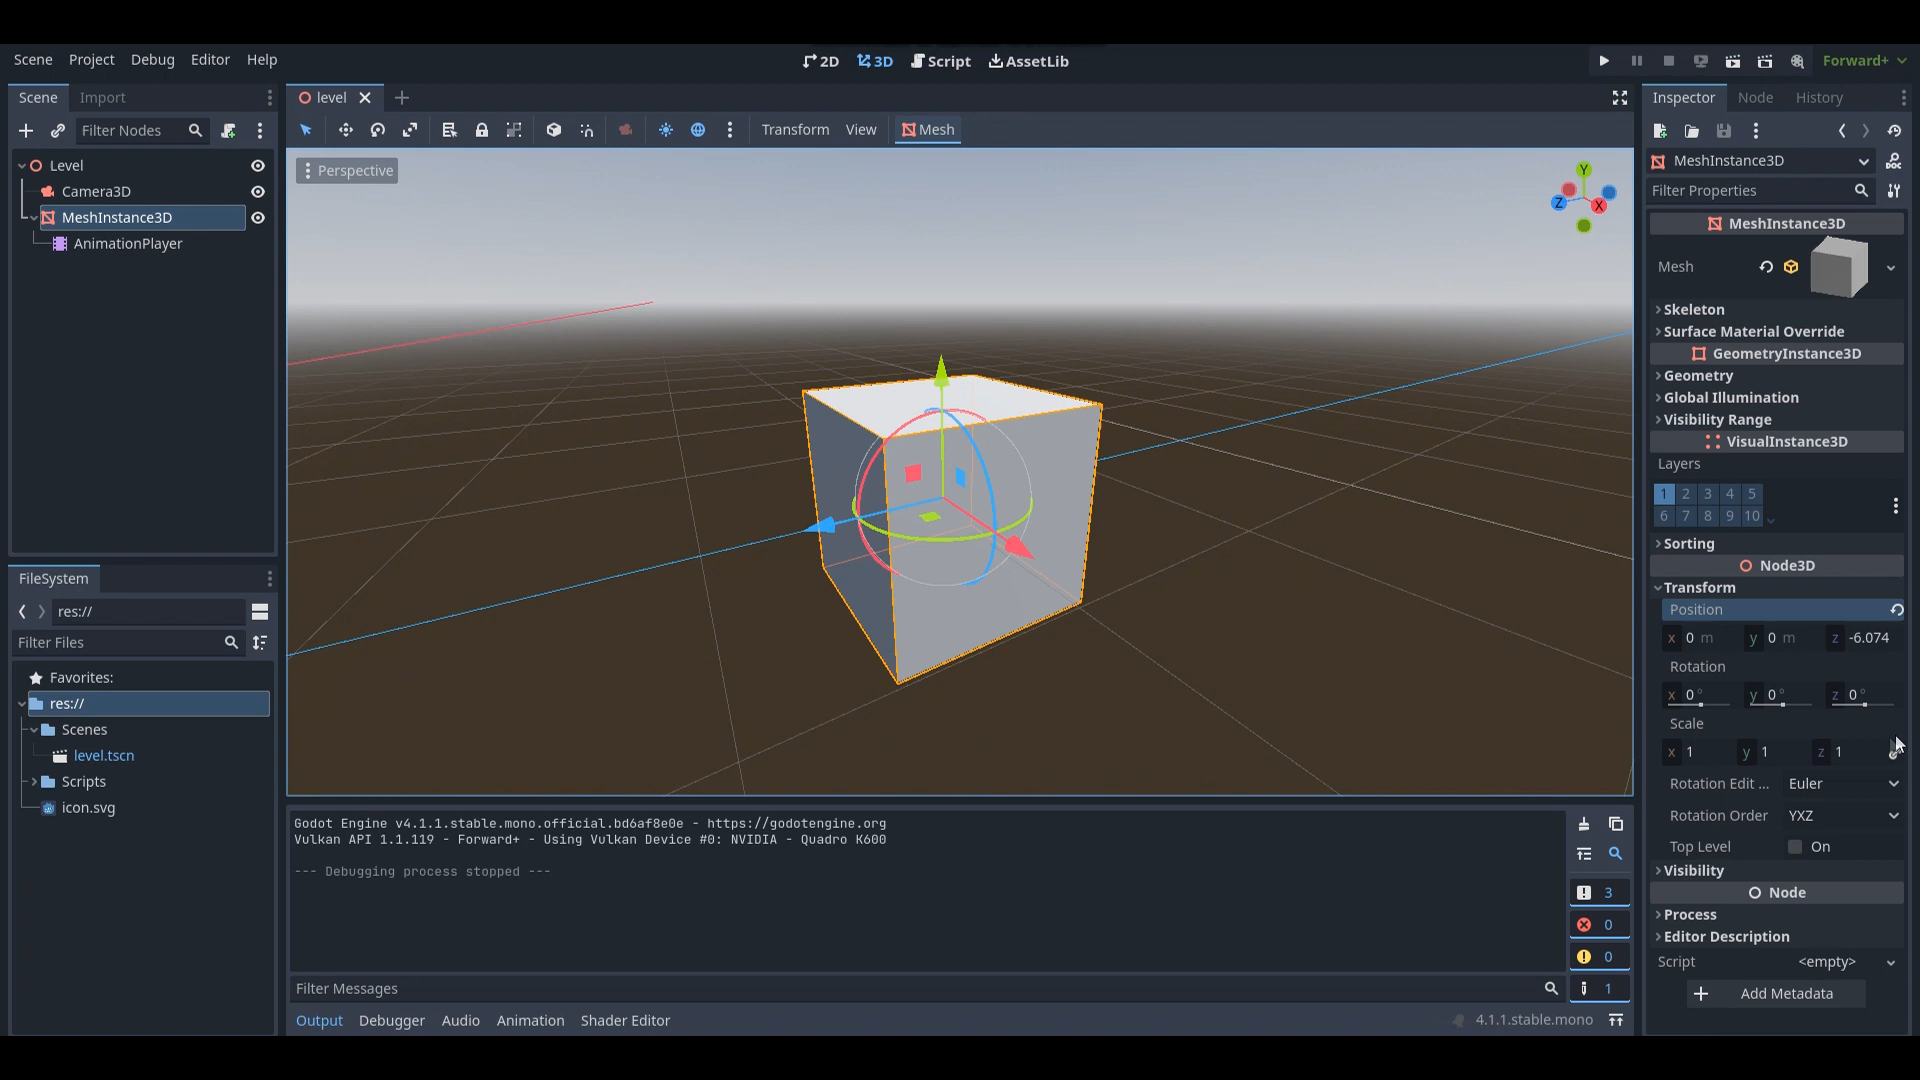 Scene Project Debug Editor Help
2D 3D Script AssetLib
Forward+
Scene Import
Filter Nodes
Level
Camera3D
MeshInstance3D
AnimationPlayer
FileSystem
res://
Filter Files
Favorites:
res://
Scenes
level.tscn
Scripts
icon.svg
level
Transform View Mesh
Perspective
Y
Z X
Godot Engine v4.1.1.stable.mono.official.bd6af8e0e - https://godotengine.org
Vulkan API 1.1.119 - Forward+ - Using Vulkan Device #0: NVIDIA - Quadro K600
--- Debugging process stopped ---
3
0
0
1
Filter Messages
Output Debugger Audio Animation Shader Editor
4.1.1.stable.mono
Inspector Node History
MeshInstance3D
Filter Properties
MeshInstance3D
Mesh
Skeleton
Surface Material Override
GeometryInstance3D
Geometry
Global Illumination
Visibility Range
VisualInstance3D
Layers
1 2 3 4 5
6 7 8 9 10
Sorting
Node3D
Transform
Position
x 0 m y 0 m z -6.074
Rotation
x 0 ° y 0 ° z 0 °
Scale
x 1 y 1 z 1
Rotation Edit ... Euler
Rotation Order YXZ
Top Level On
Visibility
Node
Process
Editor Description
Script <empty>
Add Metadata